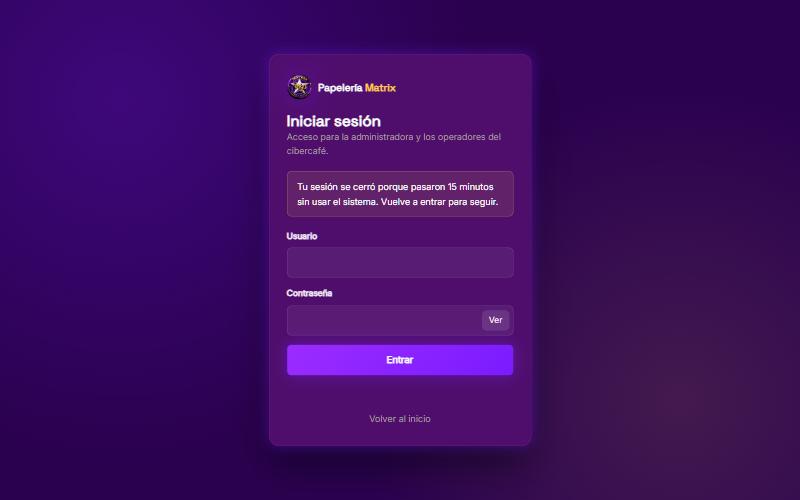 Papelería Matrix
Iniciar sesión
Acceso para la administradora y los operadores del
cibercafé.
Tu sesión se cerró porque pasaron 15 minutos
sin usar el sistema. Vuelve a entrar para seguir.
Usuario
Contraseña
Ver
Entrar
Volver al inicio